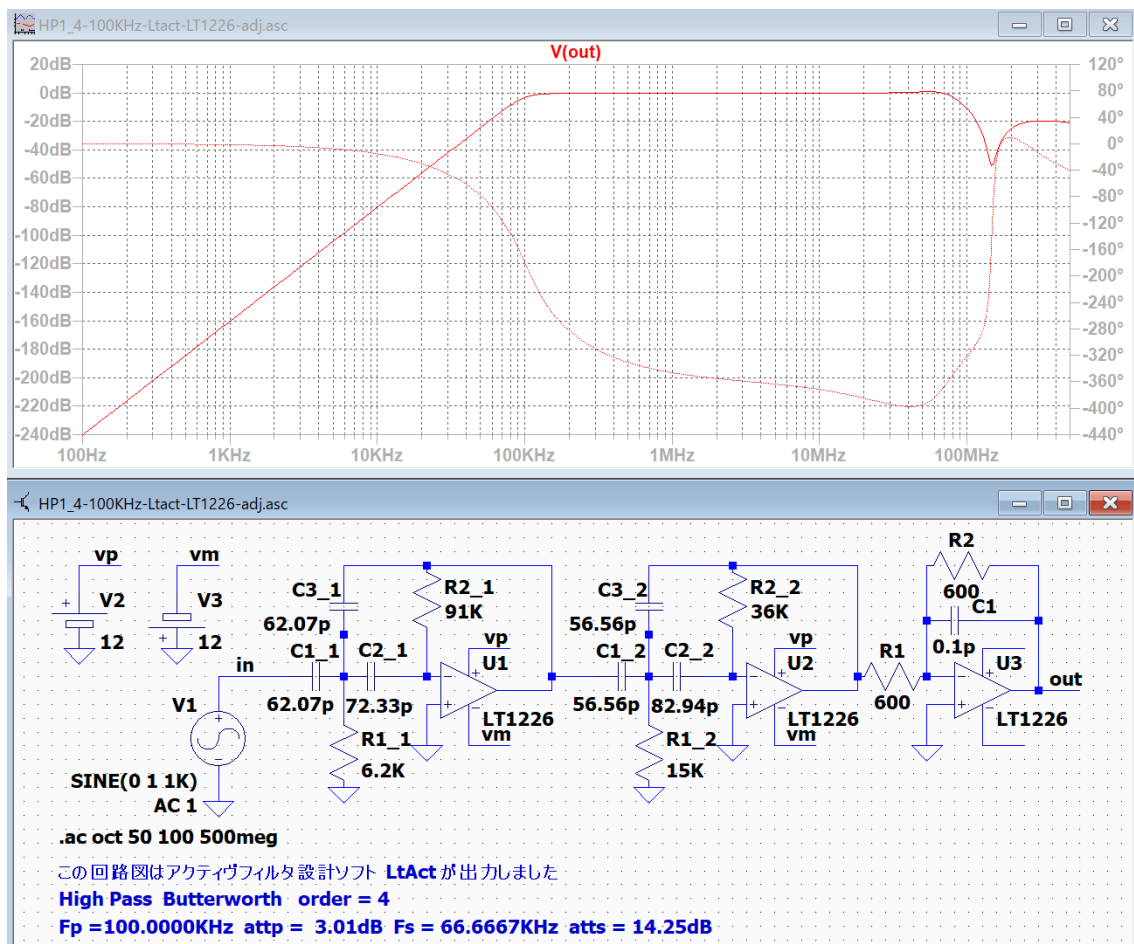 HP1_4-100KHz-Ltact-LT1226-adj.asc
V(out)
20dB
0dB
-20dB
-40dB
-60dB
-80dB
-100dB
-120dB
-140dB
-160dB
-180dB
-200dB
-220dB
-240dB
120°
80°
40°
0°
-40°
-80°
-120°
-160°
-200°
-240°
-280°
-320°
-360°
-400°
-440°
100Hz 1KHz 10KHz 100KHz 1MHz 10MHz 100MHz
HP1_4-100KHz-Ltact-LT1226-adj.asc
vp
V2
12
vm
V3
12
in
V1
SINE(0 1 1K)
AC 1
C3_1
62.07p
C1_1
62.07p
C2_1
72.33p
R2_1
91K
R1_1
6.2K
vp
U1
LT1226
vm
C3_2
56.56p
C1_2
56.56p
C2_2
82.94p
R2_2
36K
R1_2
15K
vp
U2
LT1226
vm
R1
600
R2
600
C1
0.1p
U3
LT1226
out
.ac oct 50 100 500meg
この回路図はアクティヴフィルタ設計ソフト LtAct が出力しました
High Pass Butterworth order = 4
Fp =100.0000KHz attp = 3.01dB Fs = 66.6667KHz atts = 14.25dB